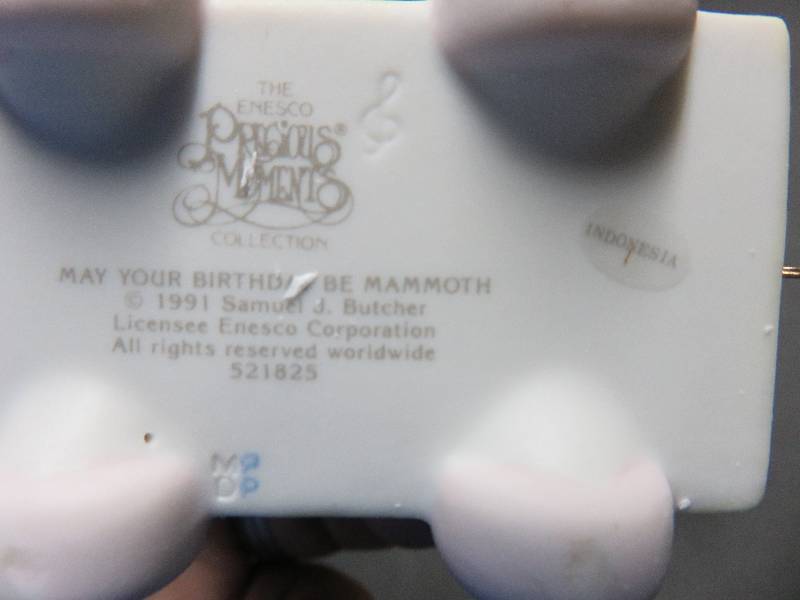 THE
ENESCO
PRECIOUS®
MOMENTS
COLLECTION
INDONESIA
MAY YOUR BIRTHDAY BE MAMMOTH
© 1991 Samuel J. Butcher
Licensee Enesco Corporation
All rights reserved worldwide
521825